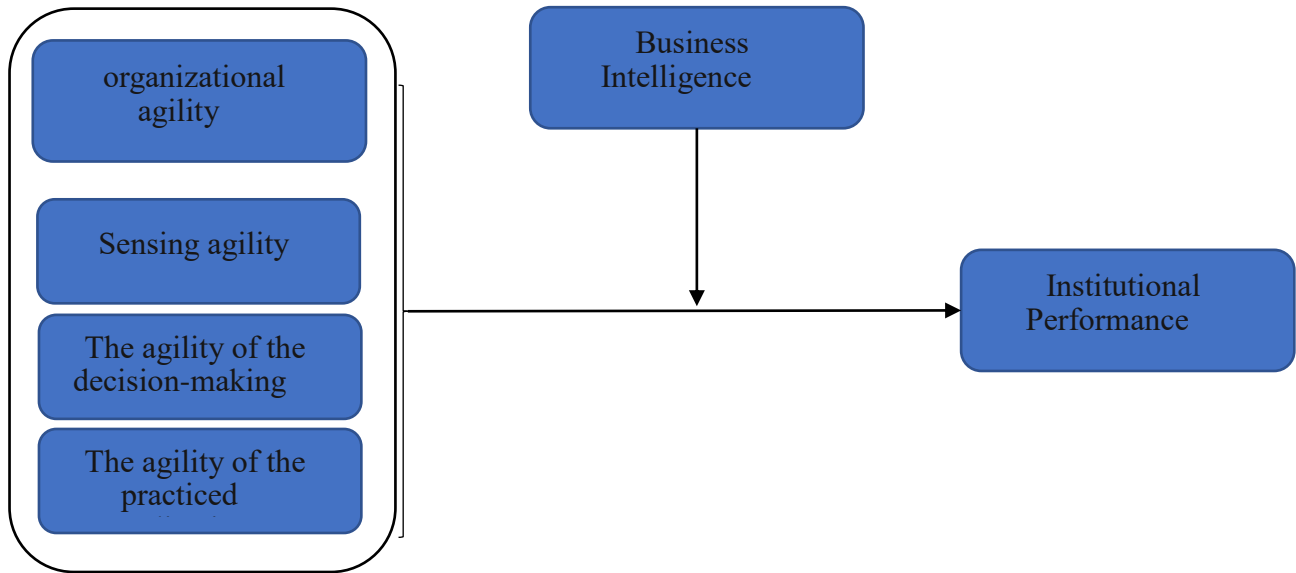 organizational
agility
Business
Intelligence
Sensing agility
Institutional
Performance
The agility of the
decision-making
The agility of the
practiced